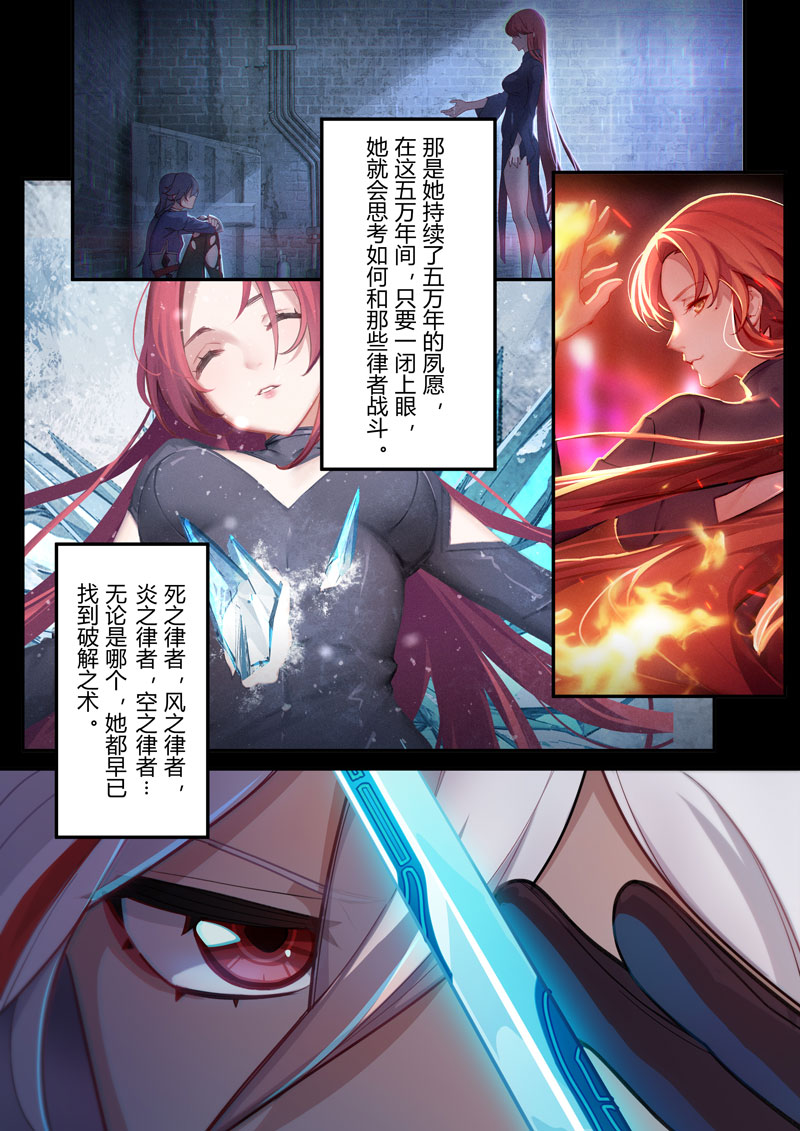 那是她持续了五万年的夙愿，
在这五万年间，只要一闭上眼，
她就会思考如何和那些律者战斗。
死之律者，风之律者，
炎之律者，空之律者…
无论是哪个，她都早已
找到破解之术。